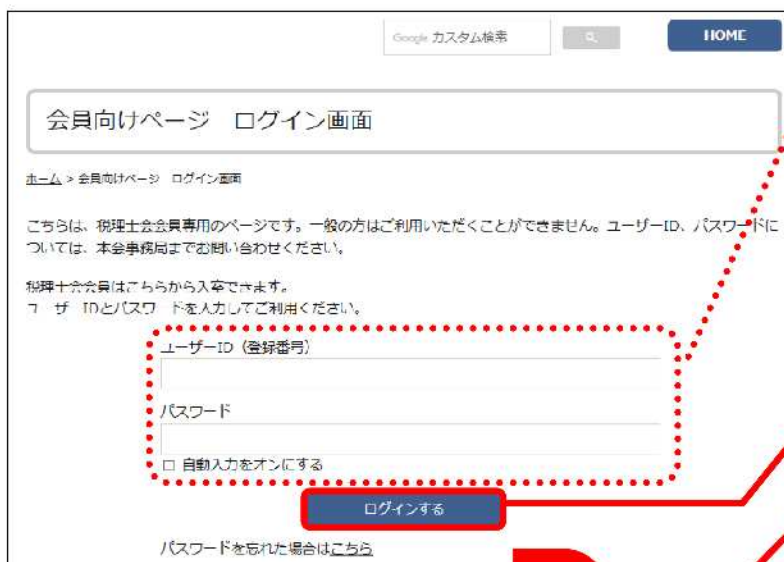 Google カスタム検索
HOME
会員向けページ　ログイン画面
ホーム > 会員向けページ　ログイン画面
こちらは、税理士会会員専用のページです。一般の方はご利用いただくことができません。ユーザーID、パスワードに
ついては、本会事務局までお問い合わせください。
税理士会会員はこちらから入室できます。
ユーザーIDとパスワードを入力してご利用ください。
ユーザーID（登録番号）
パスワード
自動入力をオンにする
ログインする
パスワードを忘れた場合はこちら